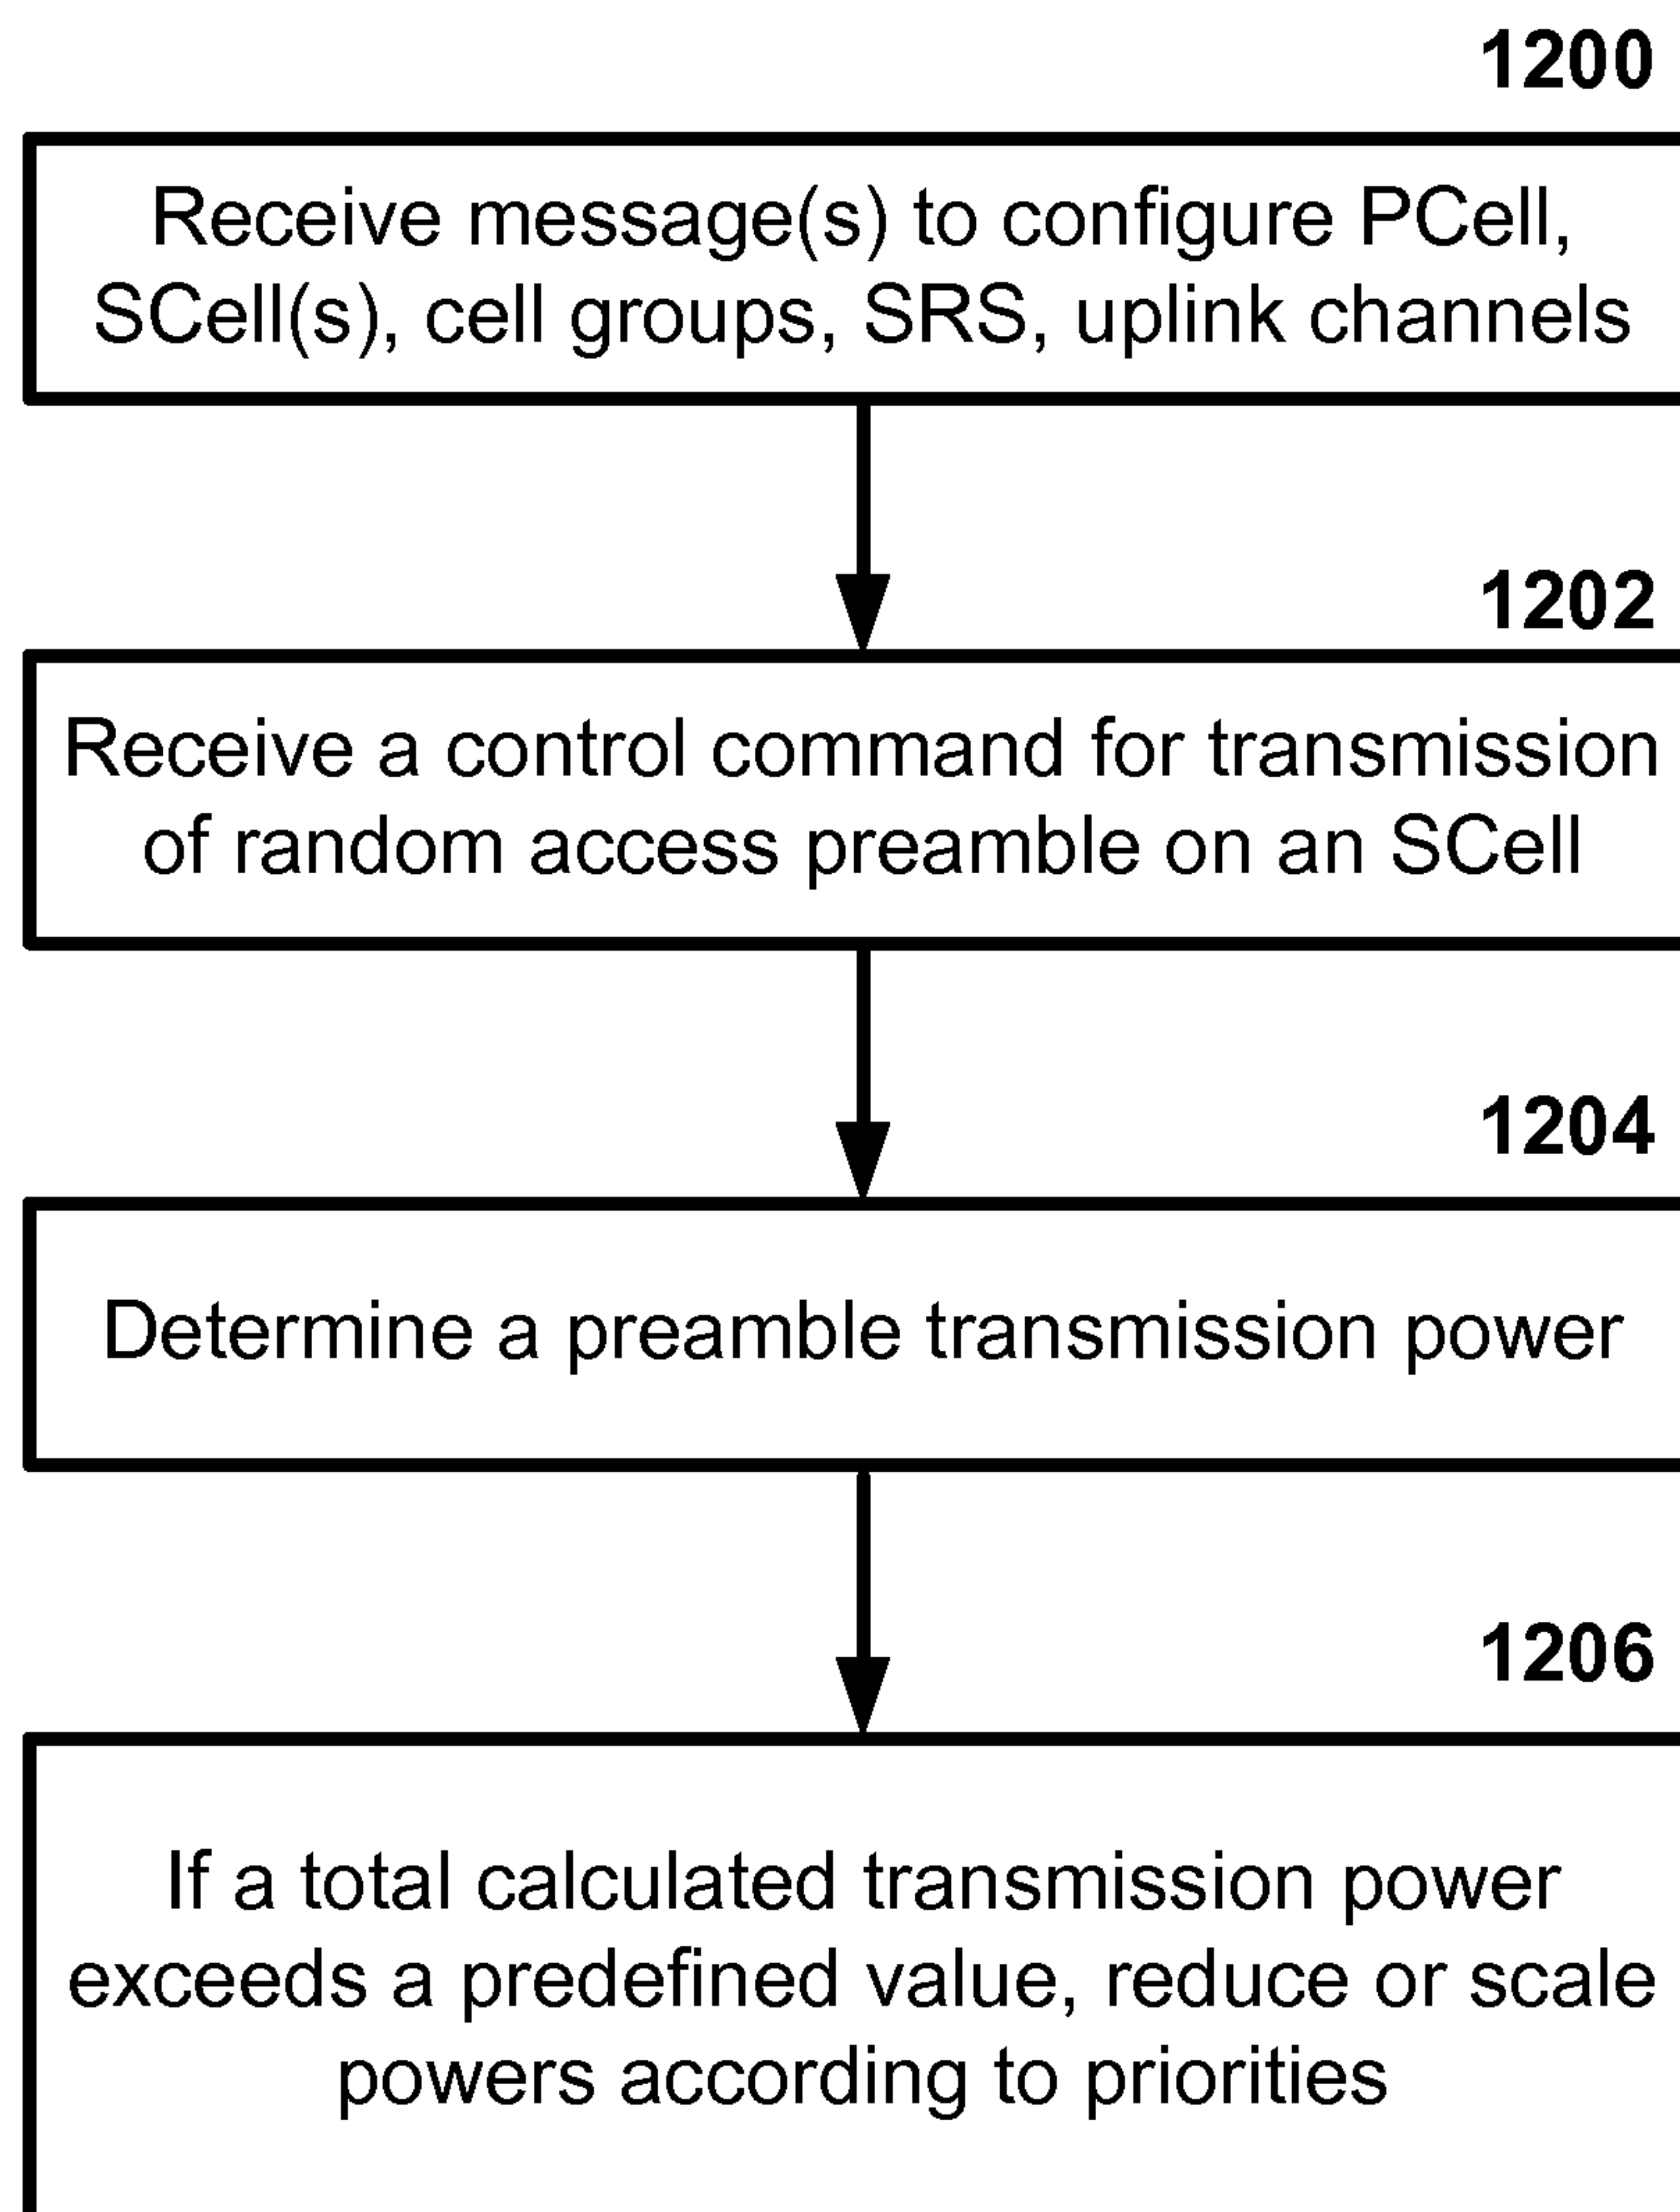 1200
Receive message(s) to configure PCell,
SCell(s), cell groups, SRS, uplink channels
1202
Receive a control command for transmission
of random access preamble on an SCell
1204
Determine a preamble transmission power
1206
If a total calculated transmission power
exceeds a predefined value, reduce or scale
powers according to priorities